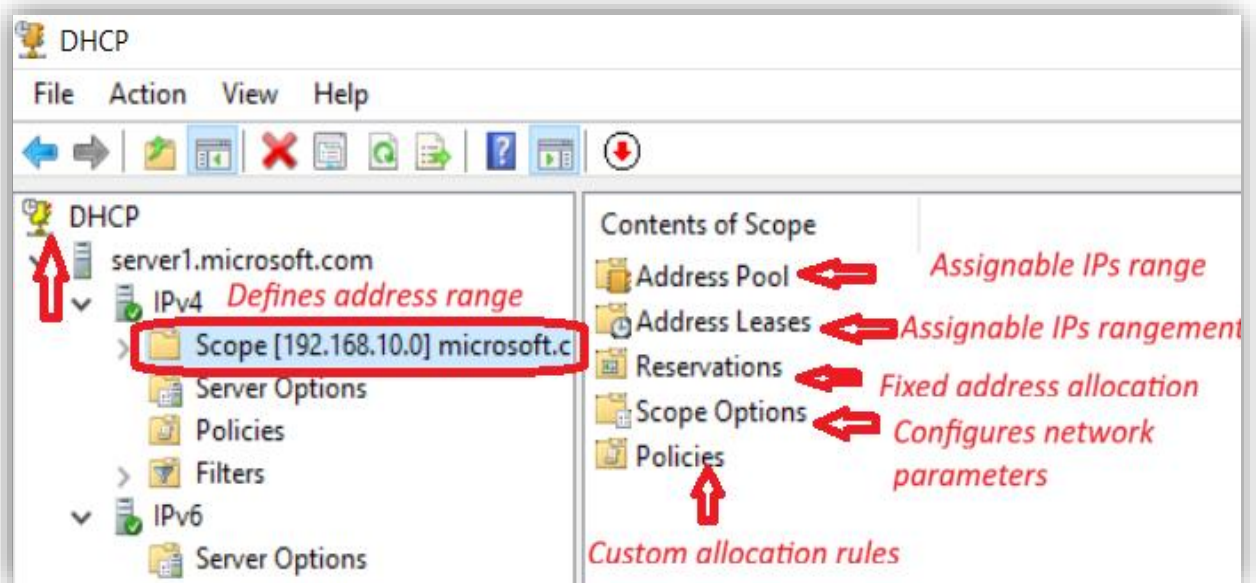 DHCP
File Action View Help
DHCP
server1.microsoft.com
IPv4 Defines address range
Scope [192.168.10.0] microsoft.c
Server Options
Policies
Filters
IPv6
Server Options
Contents of Scope
Address Pool Assignable IPs range
Address Leases Assignable IPs rangement
Reservations Fixed address allocation
Scope Options Configures network
parameters
Policies
Custom allocation rules